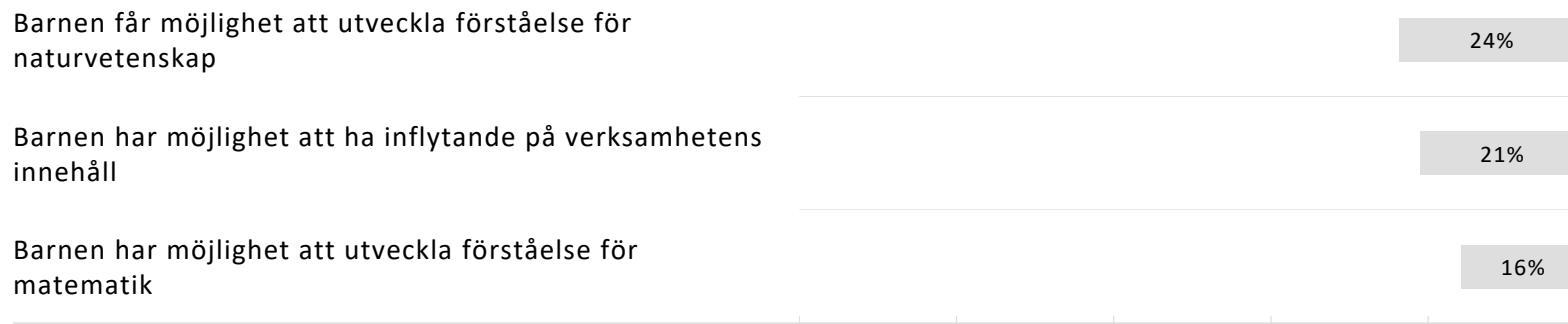 Barnen får möjlighet att utveckla förståelse för
naturvetenskap
24%
Barnen har möjlighet att ha inflytande på verksamhetens
innehåll
21%
Barnen har möjlighet att utveckla förståelse för
matematik
16%